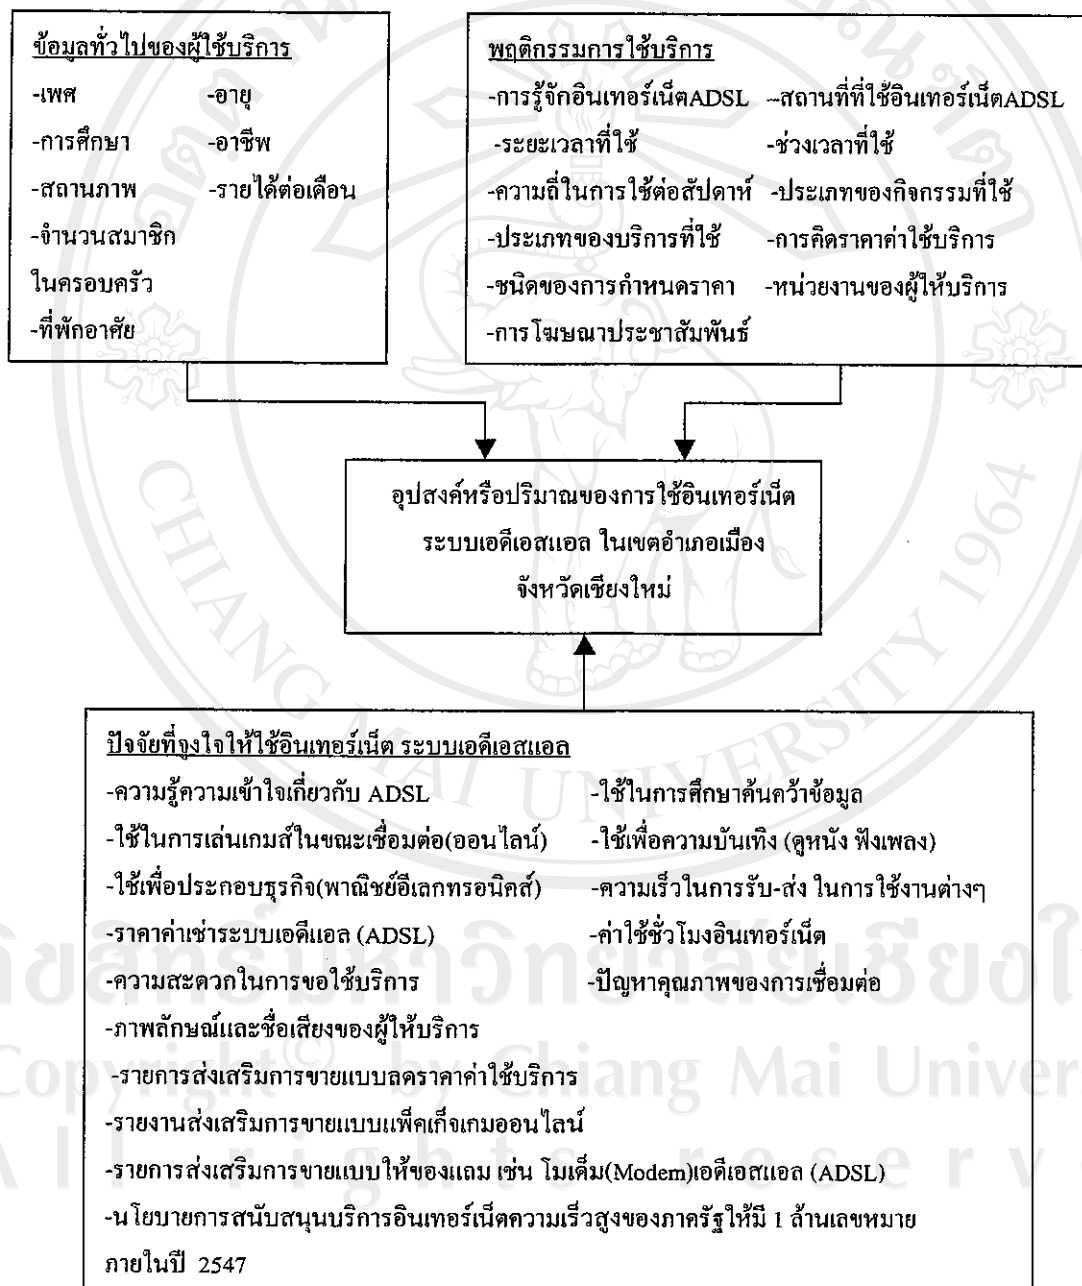 ข้อมูลทั่วไปของผู้ใช้บริการ
-เพศ -อายุ
-การศึกษา -อาชีพ
-สถานภาพ -รายได้ต่อเดือน
-จำนวนสมาชิก
ในครอบครัว
-ที่พักอาศัย
พฤติกรรมการใช้บริการ
-การรู้จักอินเทอร์เน็ตADSL -สถานที่ที่ใช้อินเทอร์เน็ตADSL
-ระยะเวลาที่ใช้ -ช่วงเวลาที่ใช้
-ความถี่ในการใช้ต่อสัปดาห์ -ประเภทของกิจกรรมที่ใช้
-ประเภทของบริการที่ใช้ -การคิดราคาค่าใช้บริการ
-ชนิดของการกำหนดราคา -หน่วยงานของผู้ให้บริการ
-การโฆษณาประชาสัมพันธ์
อุปสงค์หรือปริมาณของการใช้อินเทอร์เน็ต
ระบบเอดีเอสแอล ในเขตอำเภอเมือง
จังหวัดเชียงใหม่
ปัจจัยที่จูงใจให้ใช้อินเทอร์เน็ต ระบบเอดีเอสแอล
-ความรู้ความเข้าใจเกี่ยวกับ ADSL -ใช้ในการศึกษาค้นคว้าข้อมูล
-ใช้ในการเล่นเกมส์ในขณะเชื่อมต่อ(ออนไลน์) -ใช้เพื่อความบันเทิง (ดูหนัง ฟังเพลง)
-ใช้เพื่อประกอบธุรกิจ(พาณิชย์อีเลกทรอนิคส์) -ความเร็วในการรับ-ส่ง ในการใช้งานต่างๆ
-ราคาค่าเช่าระบบเอดีแอล (ADSL) -ค่าใช้ชั่วโมงอินเทอร์เน็ต
-ความสะดวกในการขอใช้บริการ -ปัญหาคุณภาพของการเชื่อมต่อ
-ภาพลักษณ์และชื่อเสียงของผู้ให้บริการ
-รายการส่งเสริมการขายแบบลดราคาค่าใช้บริการ
-รายงานส่งเสริมการขายแบบแพ็คเก็จเกมออนไลน์
-รายการส่งเสริมการขายแบบให้ของแถม เช่น โมเด็ม(Modem)เอดีเอสแอล (ADSL)
-นโยบายการสนับสนุนบริการอินเทอร์เน็ตความเร็วสูงของภาครัฐให้มี 1 ล้านเลขหมาย
ภายในปี 2547
CHIANG MAI UNIVERSITY 1964
Copyright© by Chiang Mai Univer
All rights reserv